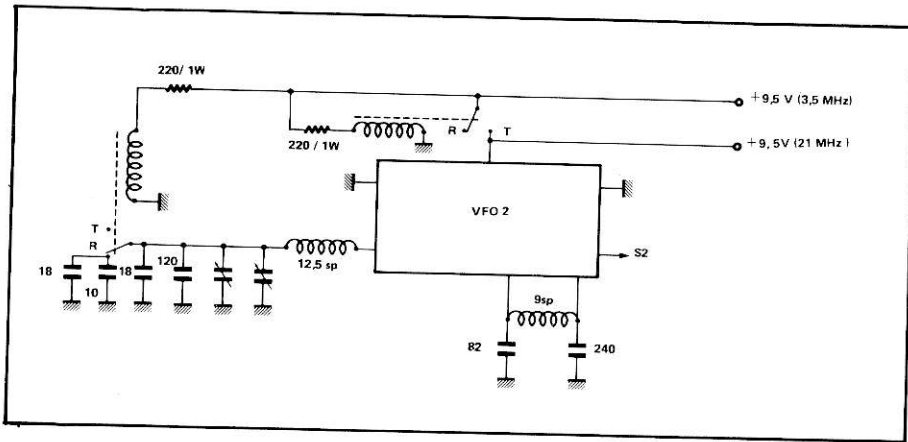 220/ 1W
+9,5 V (3,5 MHz)
R
T
+9, 5V (21 MHz )
220 / 1W
VFO 2
T
R
12,5 sp
S2
18
10
18
120
9sp
82
240